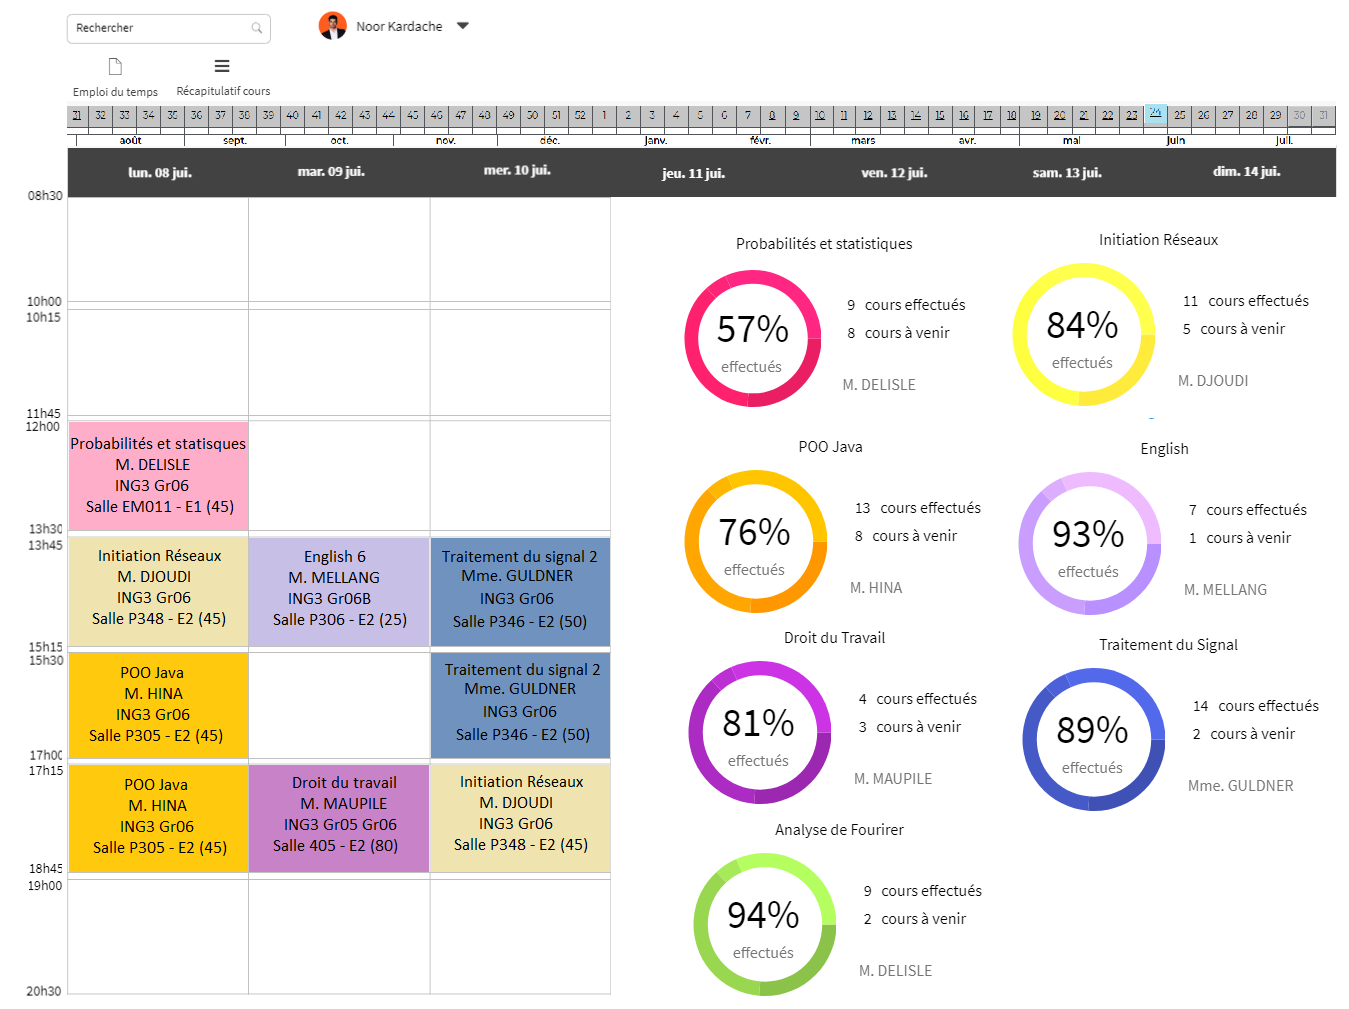 Rechercher
Noor Kardache
Emploi du temps
Récapitulatif cours
31 32 33 34 35 36 37 38 39 40 41 42 43 44 45 46 47 48 49 50 51 52 1 2 3 4 5 6 7 8 9 10 11 12 13 14 15 16 17 18 19 20 21 22 23 24 25 26 27 28 29 30 31
août sept. oct. nov. déc. janv. févr. mars avr. mai juin juil.
lun. 08 jui. mar. 09 jui. mer. 10 jui. jeu. 11 jui. ven. 12 jui. sam. 13 jui. dim. 14 jui.
08h30
10h00
10h15
11h45
12h00
Probabilités et statisques
M. DELISLE
ING3 Gr06
Salle EM011 - E1 (45)
13h30
13h45
Initiation Réseaux
M. DJOUDI
ING3 Gr06
Salle P348 - E2 (45)
English 6
M. MELLANG
ING3 Gr06B
Salle P306 - E2 (25)
Traitement du signal 2
Mme. GULDNER
ING3 Gr06
Salle P346 - E2 (50)
15h15
15h30
POO Java
M. HINA
ING3 Gr06
Salle P305 - E2 (45)
Traitement du signal 2
Mme. GULDNER
ING3 Gr06
Salle P346 - E2 (50)
17h00
17h15
POO Java
M. HINA
ING3 Gr06
Salle P305 - E2 (45)
Droit du travail
M. MAUPILE
ING3 Gr05 Gr06
Salle 405 - E2 (80)
Initiation Réseaux
M. DJOUDI
ING3 Gr06
Salle P348 - E2 (45)
18h45
19h00
20h30
Probabilités et statistiques
57%
effectués
9 cours effectués
8 cours à venir
M. DELISLE
Initiation Réseaux
84%
effectués
11 cours effectués
5 cours à venir
M. DJOUDI
POO Java
76%
effectués
13 cours effectués
8 cours à venir
M. HINA
English
93%
effectués
7 cours effectués
1 cours à venir
M. MELLANG
Droit du Travail
81%
effectués
4 cours effectués
3 cours à venir
M. MAUPILE
Traitement du Signal
89%
effectués
14 cours effectués
2 cours à venir
Mme. GULDNER
Analyse de Fourirer
94%
effectués
9 cours effectués
2 cours à venir
M. DELISLE